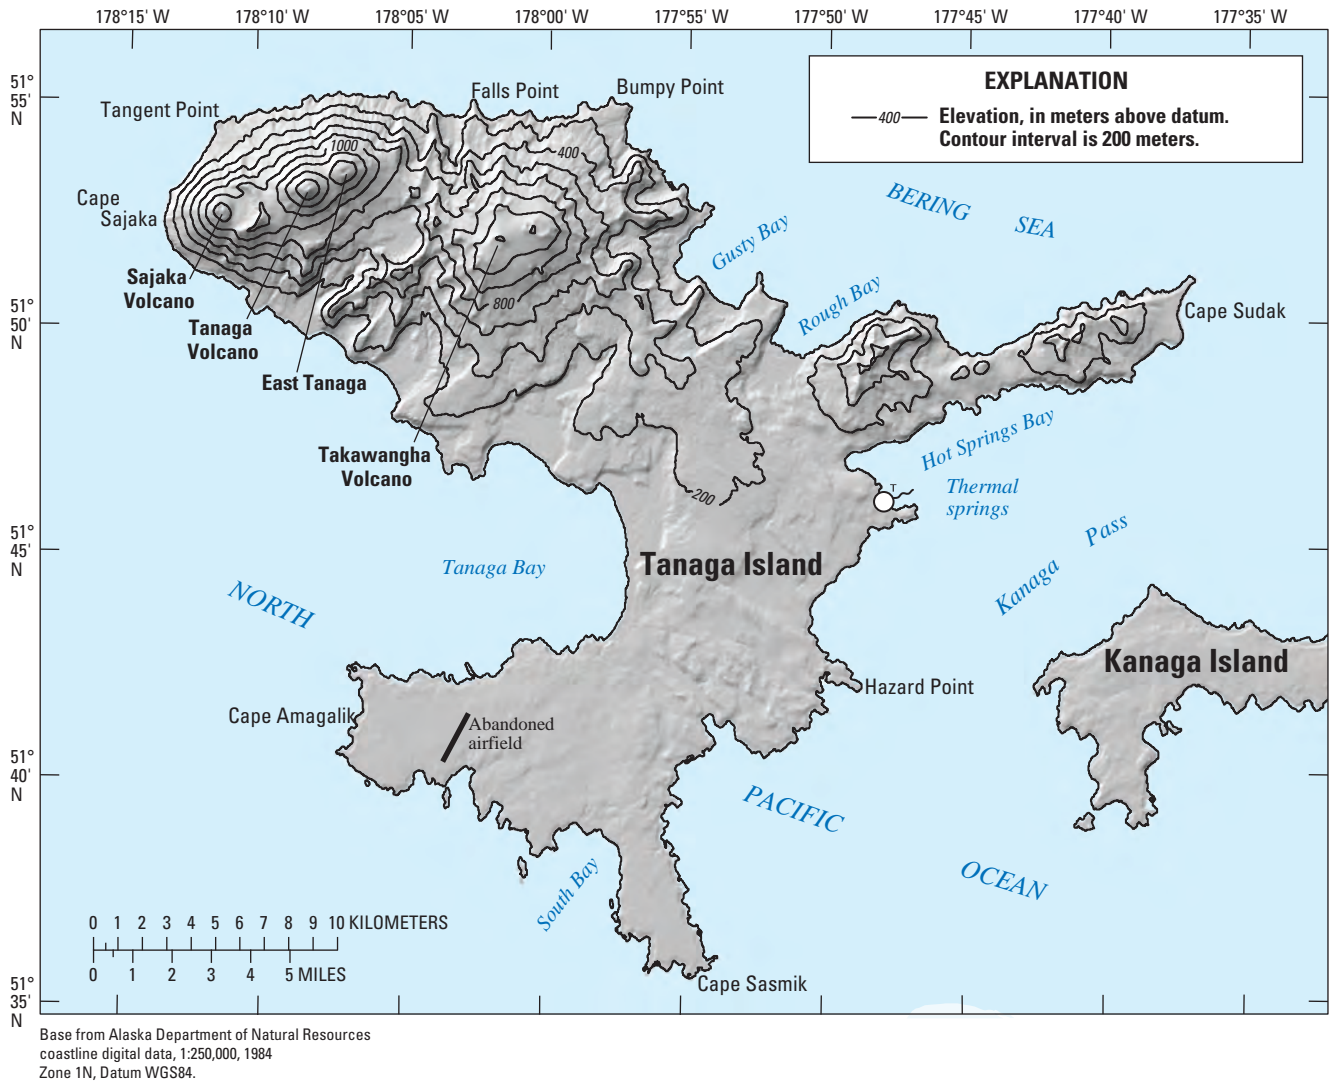 178°15' W 178°10' W 178°05' W 178°00' W 177°55' W 177°50' W 177°45' W 177°40' W 177°35' W
51°
55'
N
EXPLANATION
400 Elevation, in meters above datum.
Contour interval is 200 meters.
Tangent Point
Falls Point
Bumpy Point
1000
400
Cape
Sajaka
BERING SEA
Gusty Bay
Sajaka
Volcano
Tanaga
Volcano
East Tanaga
800
Rough Bay
Cape Sudak
51°
50'
N
Takawangha
Volcano
Hot Springs Bay
T
Thermal
springs
200
51°
45'
N
Tanaga Bay
Tanaga Island
Kanaga Pass
NORTH
Kanaga Island
Hazard Point
Cape Amagalik
Abandoned
airfield
51°
40'
N
PACIFIC
OCEAN
South Bay
0 1 2 3 4 5 6 7 8 9 10 KILOMETERS
0 1 2 3 4 5 MILES
Cape Sasmik
51°
35'
N
Base from Alaska Department of Natural Resources
coastline digital data, 1:250,000, 1984
Zone 1N, Datum WGS84.